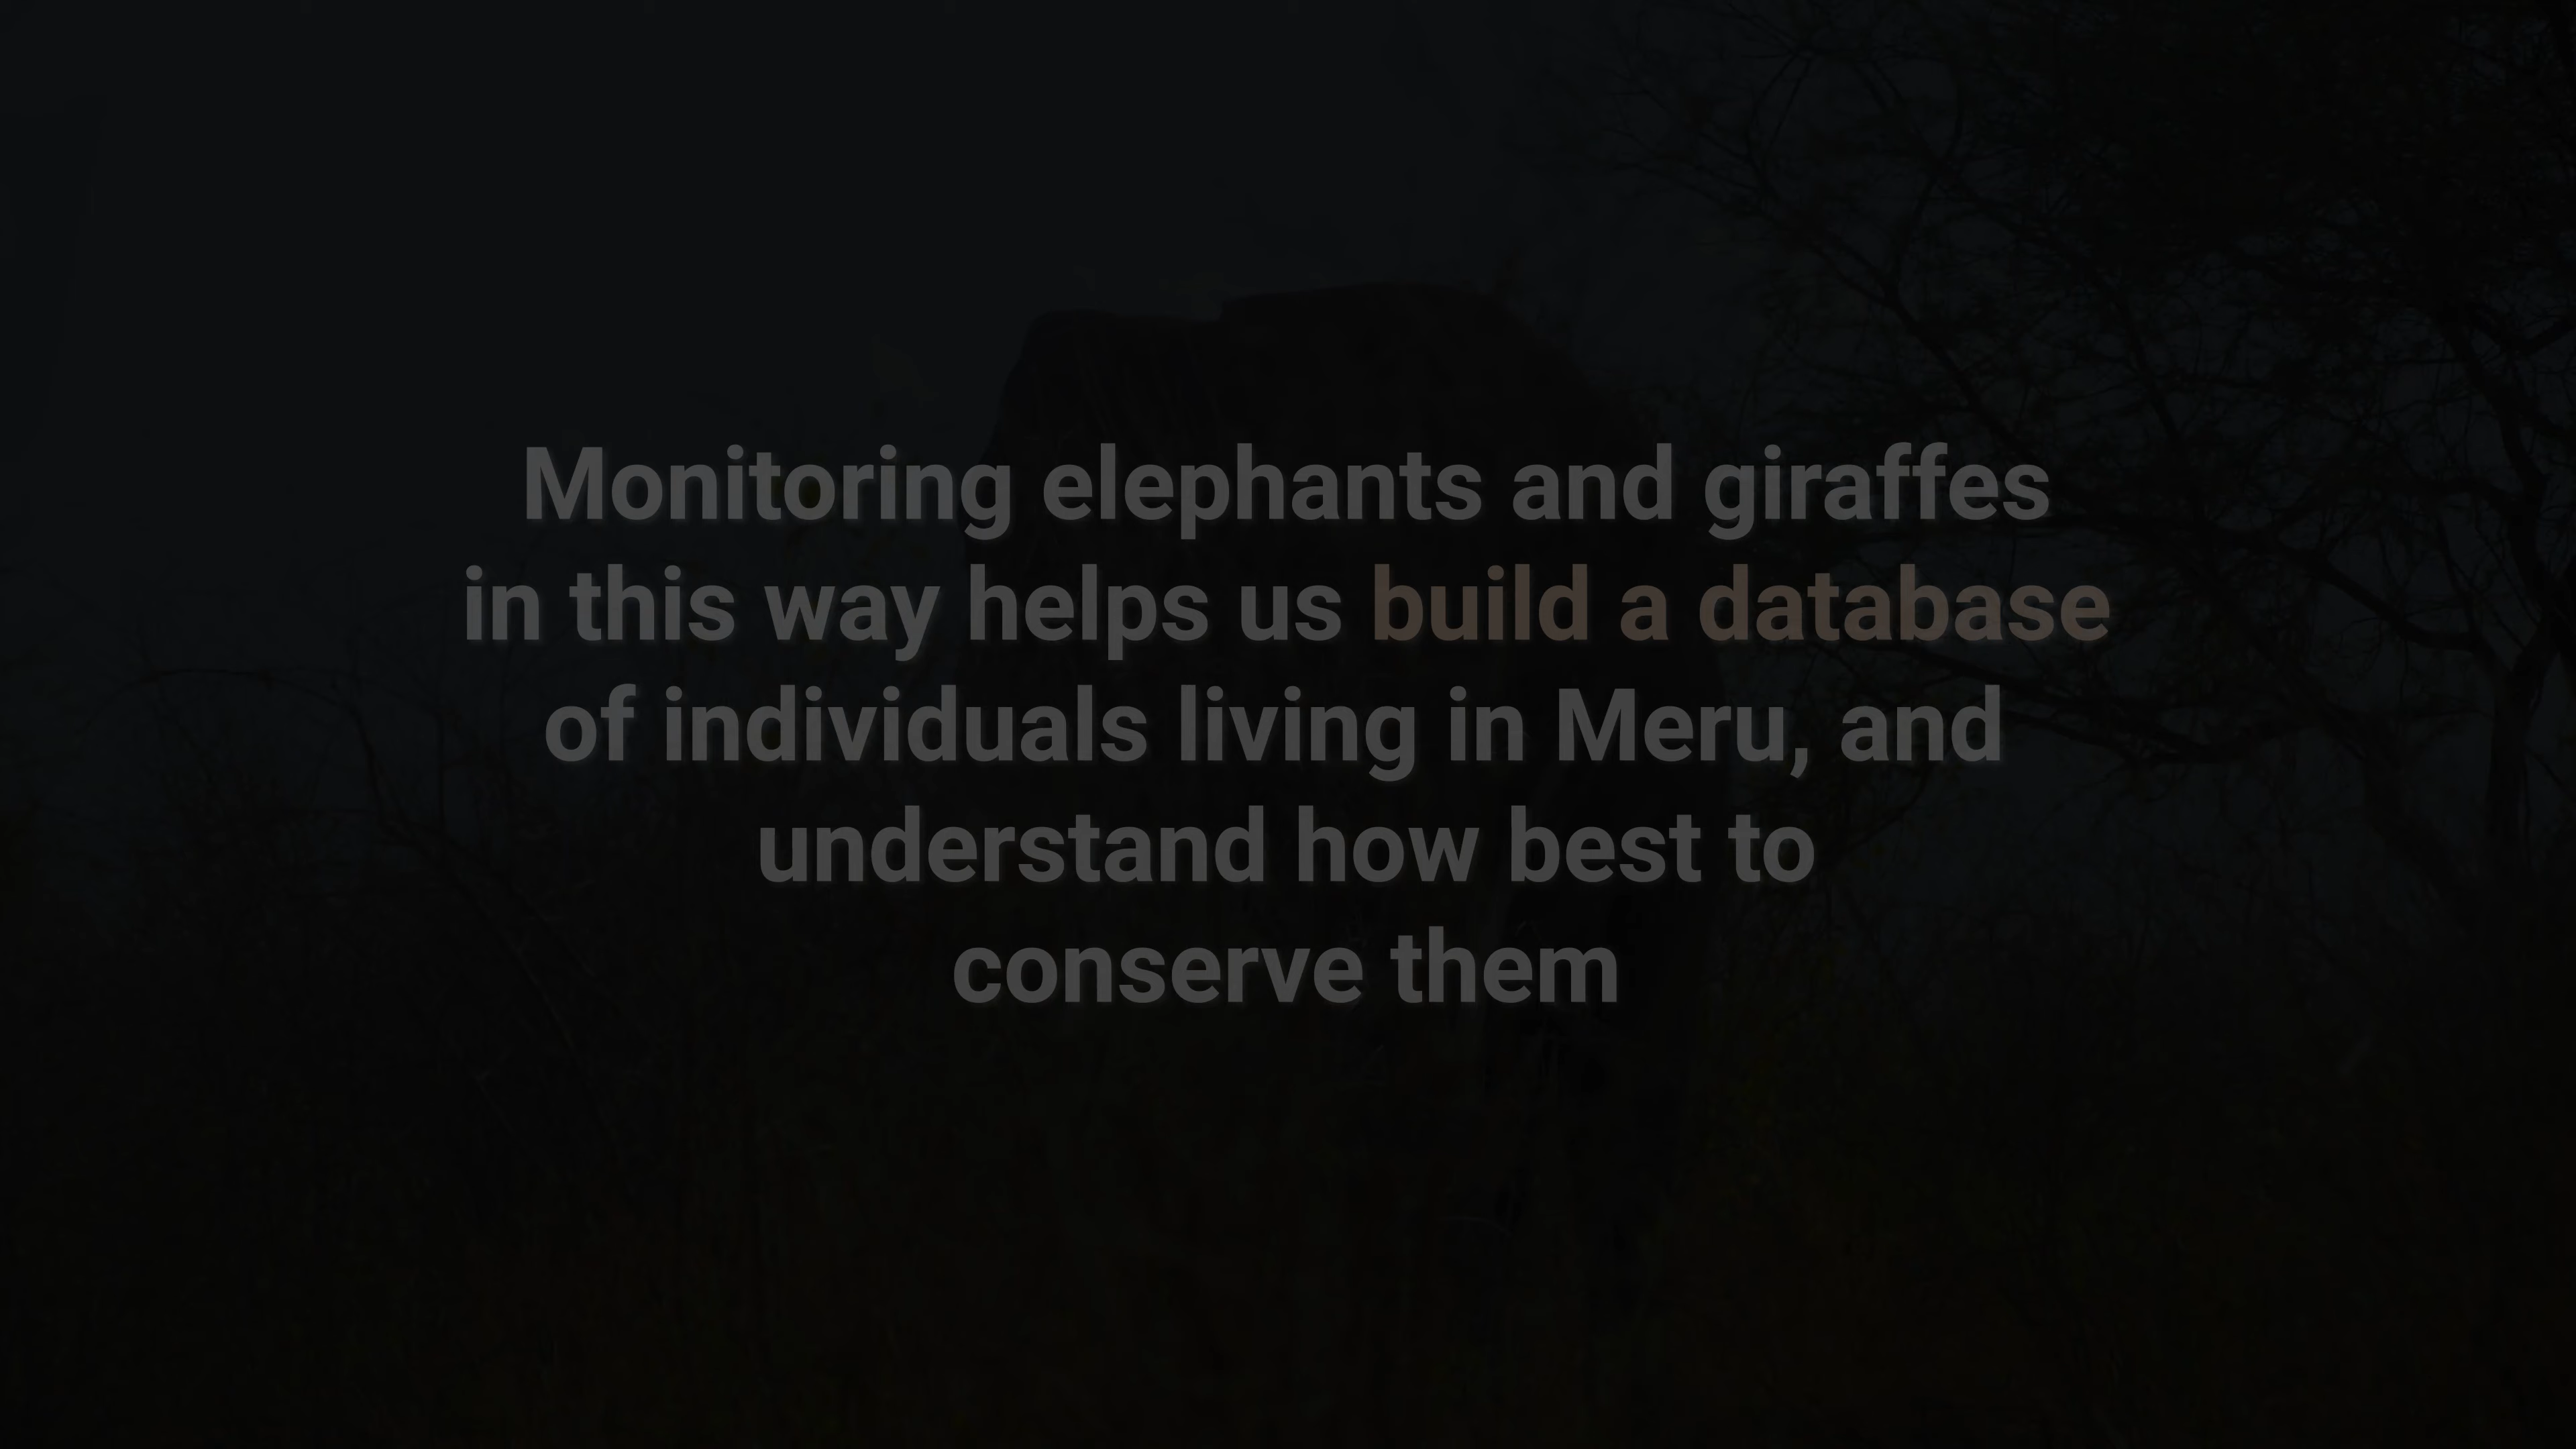 Monitoring elephants and giraffes
in this way helps us build a database
of individuals living in Meru, and
understand how best to
conserve them